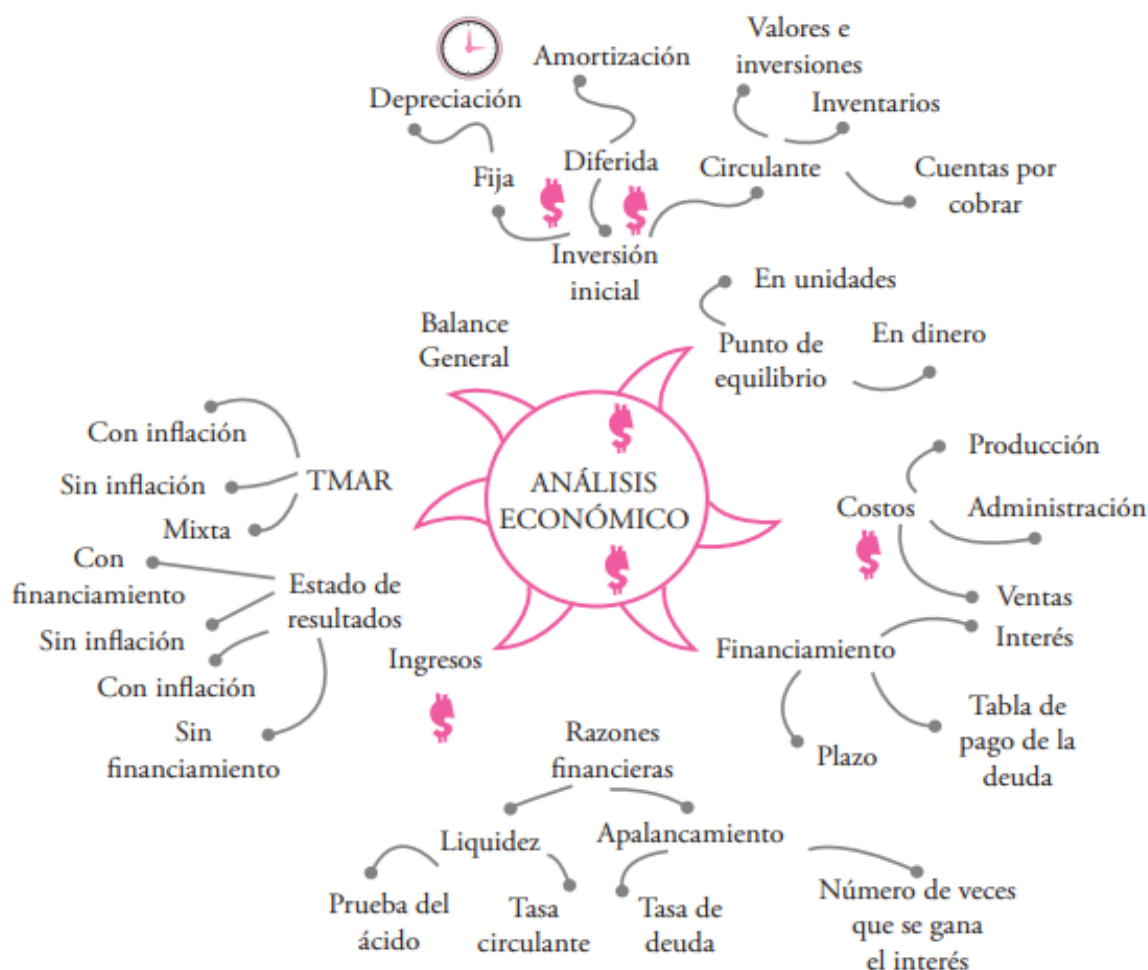 Valores e
inversiones
Amortización
Depreciación
Inventarios
Diferida
Circulante
Fija
Cuentas por
cobrar
Inversión
inicial
En unidades
Balance
General
Punto de
equilibrio
En dinero
Con inflación
Sin inflación
TMAR
Mixta
ANÁLISIS
ECONÓMICO
Producción
Costos
Administración
Ventas
Con
financiamiento
Estado de
resultados
Sin inflación
Con inflación
Sin
financiamiento
Ingresos
Financiamiento
Interés
Tabla de
pago de la
deuda
Plazo
Razones
financieras
Liquidez
Apalancamiento
Prueba del
ácido
Tasa
circulante
Tasa de
deuda
Número de veces
que se gana
el interés